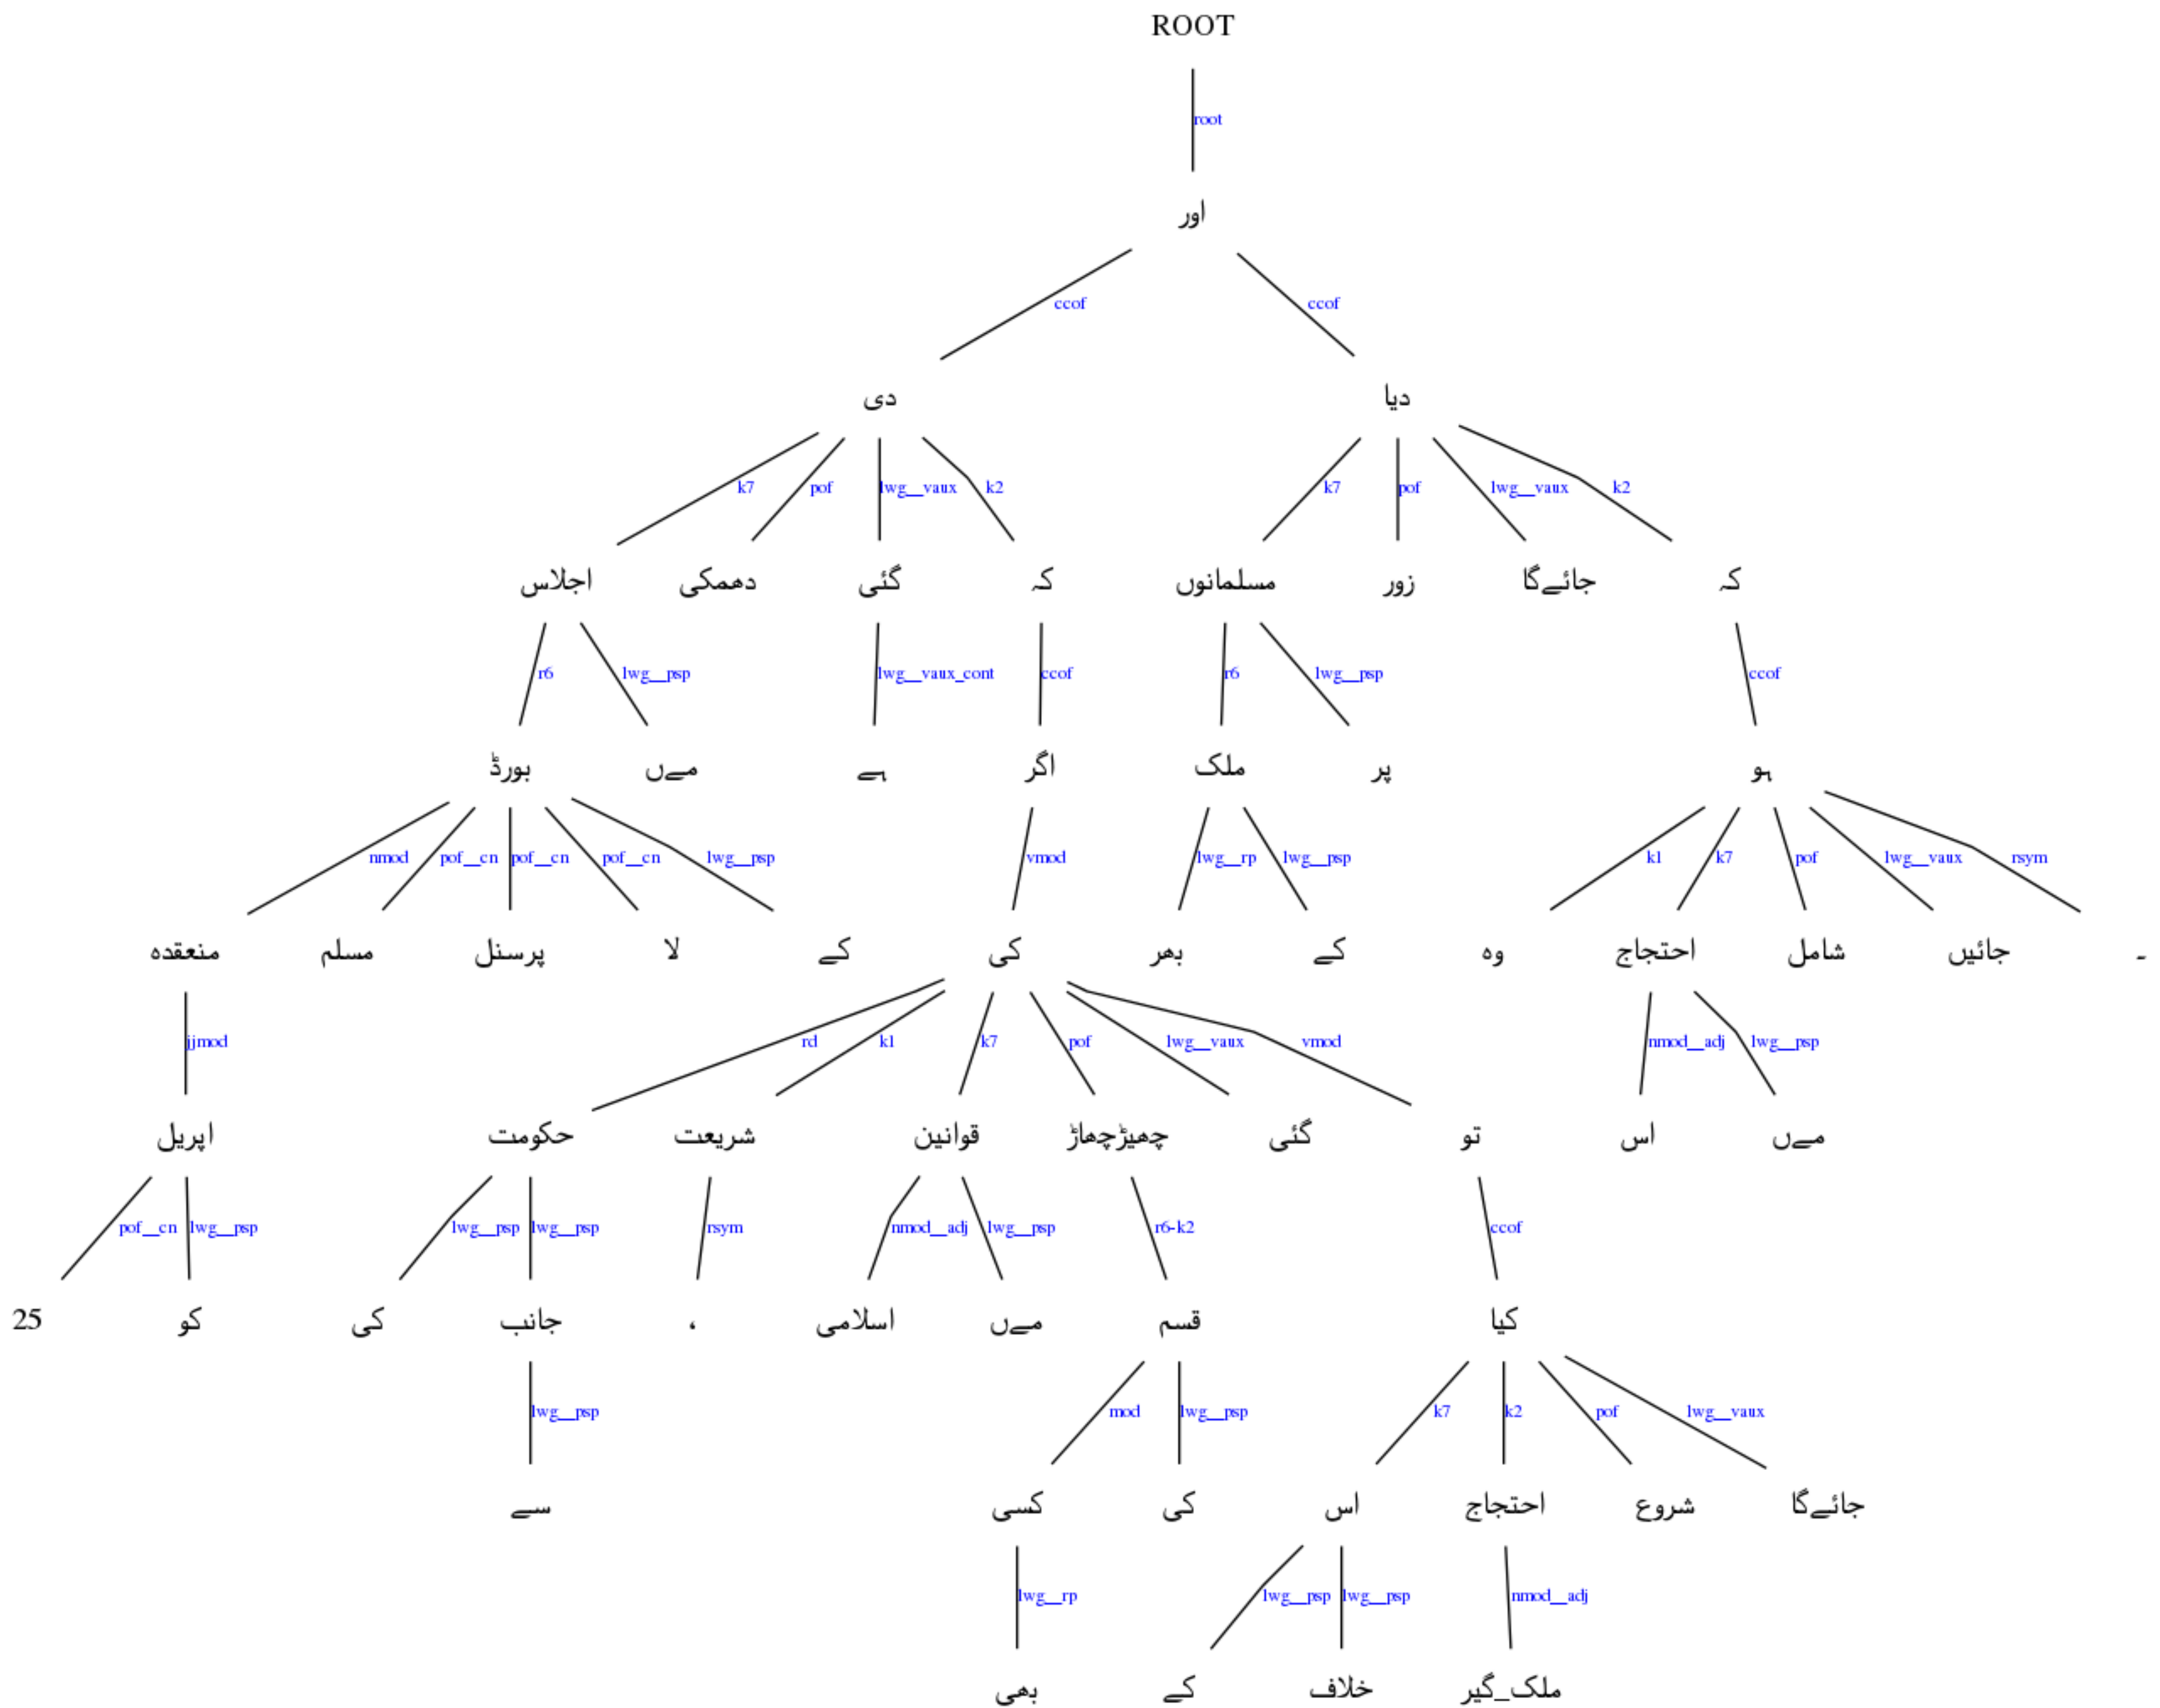 ROOT
root
اور
ccof ccof
دی دیا
k7 pof lwg__vaux k2 k7 pof lwg__vaux k2
اجلاس دھمکی گئی کہ مسلمانوں زور جائےگا کہ
r6 lwg__psp lwg__vaux_cont ccof r6 lwg__psp ccof
بورڈ مےں ہے اگر ملک پر ہو
nmod pof__cn pof__cn pof__cn lwg__psp vmod lwg__rp lwg__psp k1 k7 pof lwg__vaux rsym
منعقدہ مسلم پرسنل لا کے کی بھر کے وہ احتجاج شامل جائیں ۔
jjmod rd k1 k7 pof lwg__vaux vmod nmod__adj lwg__psp
اپریل حکومت شریعت قوانین چھیڑچھاڑ گئی تو اس مےں
pof__cn lwg__psp lwg__psp lwg__psp rsym nmod__adj lwg__psp r6-k2 ccof
25 کو کی جانب ، اسلامی مےں قسم کیا
lwg__psp mod lwg__psp k7 k2 pof lwg__vaux
سے کسی کی اس احتجاج شروع جائےگا
lwg__rp lwg__psp lwg__psp nmod__adj
بھی کے خلاف ملک_گیر